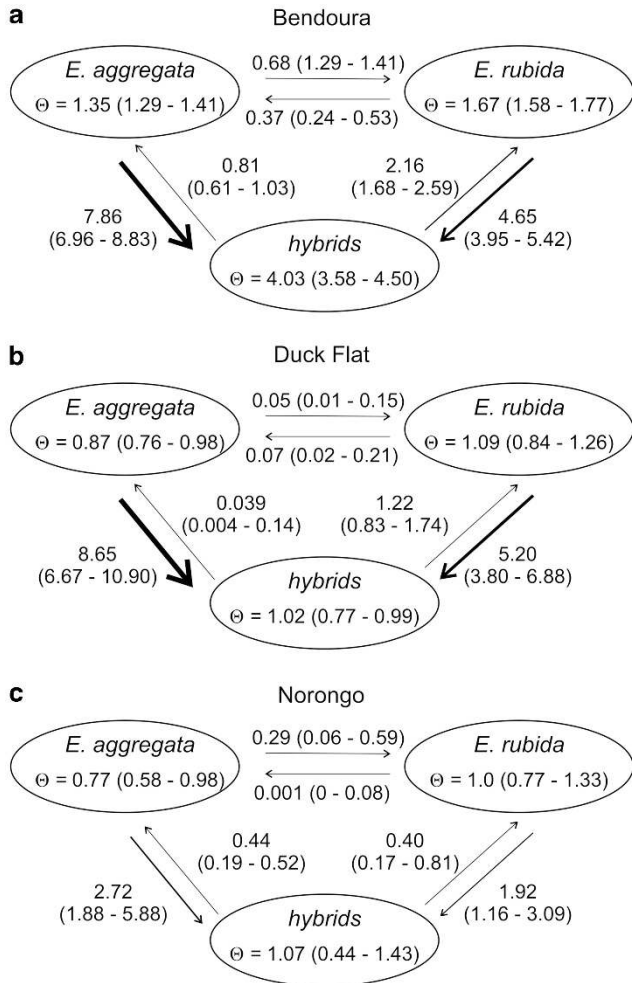 a
Bendoura
E. aggregata
Θ = 1.35 (1.29 - 1.41)
0.68 (1.29 - 1.41)
0.37 (0.24 - 0.53)
E. rubida
Θ = 1.67 (1.58 - 1.77)
7.86
(6.96 - 8.83)
0.81
(0.61 - 1.03)
2.16
(1.68 - 2.59)
4.65
(3.95 - 5.42)
hybrids
Θ = 4.03 (3.58 - 4.50)
b
Duck Flat
E. aggregata
Θ = 0.87 (0.76 - 0.98)
0.05 (0.01 - 0.15)
0.07 (0.02 - 0.21)
E. rubida
Θ = 1.09 (0.84 - 1.26)
8.65
(6.67 - 10.90)
0.039
(0.004 - 0.14)
1.22
(0.83 - 1.74)
5.20
(3.80 - 6.88)
hybrids
Θ = 1.02 (0.77 - 0.99)
c
Norongo
E. aggregata
Θ = 0.77 (0.58 - 0.98)
0.29 (0.06 - 0.59)
0.001 (0 - 0.08)
E. rubida
Θ = 1.0 (0.77 - 1.33)
2.72
(1.88 - 5.88)
0.44
(0.19 - 0.52)
0.40
(0.17 - 0.81)
1.92
(1.16 - 3.09)
hybrids
Θ = 1.07 (0.44 - 1.43)